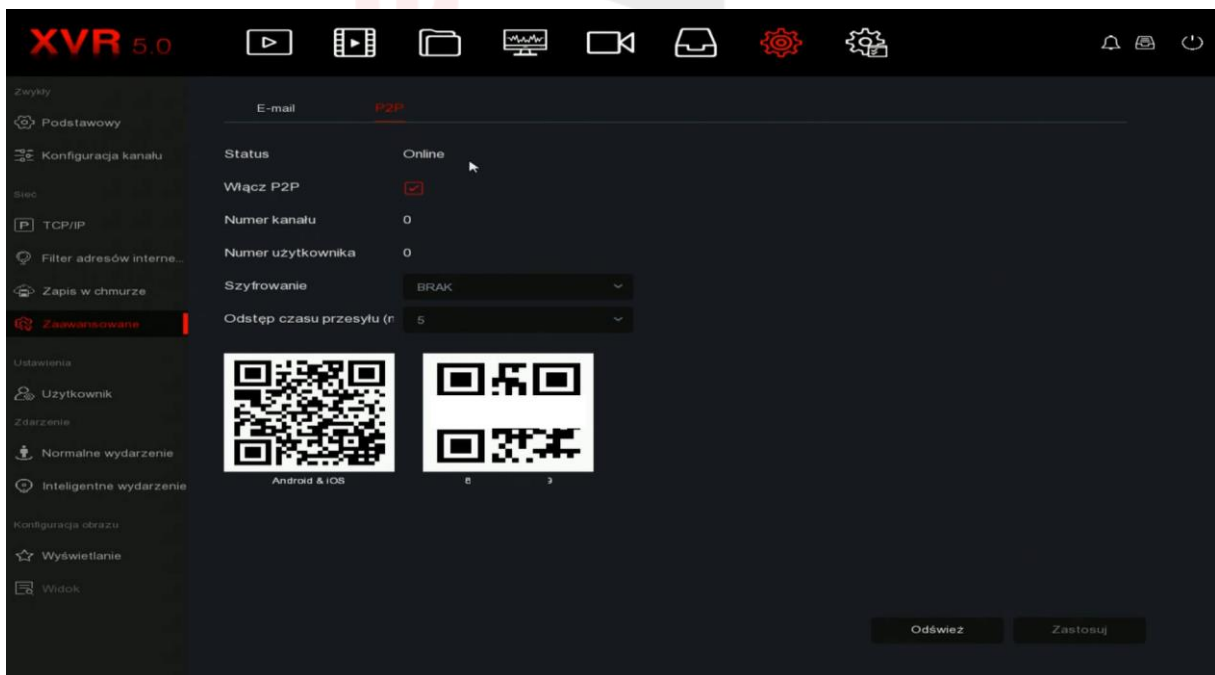 XVR 5.0
Zwykły
Podstawowy
Konfiguracja kanału
Sieć
TCP/IP
Filter adresów interne...
Zapis w chmurze
Zaawansowane
Ustawienia
Użytkownik
Zdarzenie
Normalne wydarzenie
Inteligentne wydarzenie
Konfiguracja obrazu
Wyświetlanie
Widok
E-mail P2P
Status Online
Włącz P2P
Numer kanału 0
Numer użytkownika 0
Szyfrowanie BRAK
Odstęp czasu przesyłu (n 5
Android & iOS
Odśwież Zastosuj